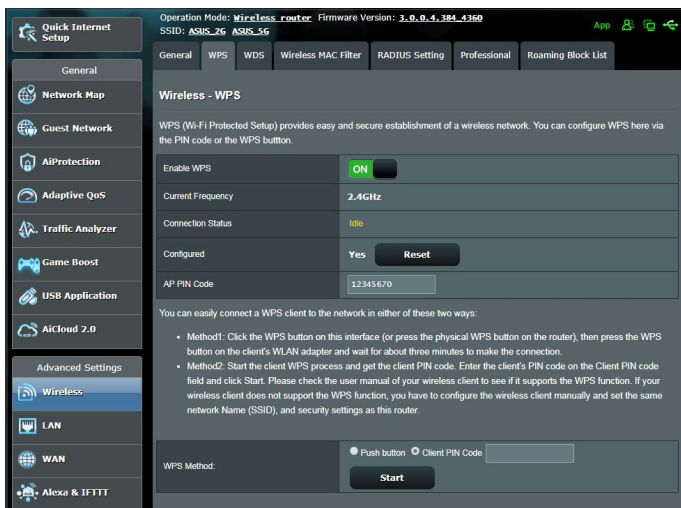 Quick Internet
Setup
General
Network Map
Guest Network
AiProtection
Adaptive QoS
Traffic Analyzer
Game Boost
USB Application
AiCloud 2.0
Advanced Settings
Wireless
LAN
WAN
Alexa & IFTTT
Operation Mode: Wireless router Firmware Version: 3.0.0.4.384_4360
SSID: ASUS_2G ASUS_5G
App
General WPS WDS Wireless MAC Filter RADIUS Setting Professional Roaming Block List
Wireless - WPS
WPS (Wi-Fi Protected Setup) provides easy and secure establishment of a wireless network. You can configure WPS here via
the PIN code or the WPS buttton.
Enable WPS ON
Current Frequency 2.4GHz
Connection Status Idle
Configured Yes Reset
AP PIN Code 12345670
You can easily connect a WPS client to the network in either of these two ways:
• Method1: Click the WPS button on this interface (or press the physical WPS button on the router), then press the WPS
button on the client's WLAN adapter and wait for about three minutes to make the connection.
• Method2: Start the client WPS process and get the client PIN code. Enter the client's PIN code on the Client PIN code
field and click Start. Please check the user manual of your wireless client to see if it supports the WPS function. If your
wireless client does not support the WPS function, you have to configure the wireless client manually and set the same
network Name (SSID), and security settings as this router.
WPS Method: Push button Client PIN Code
Start